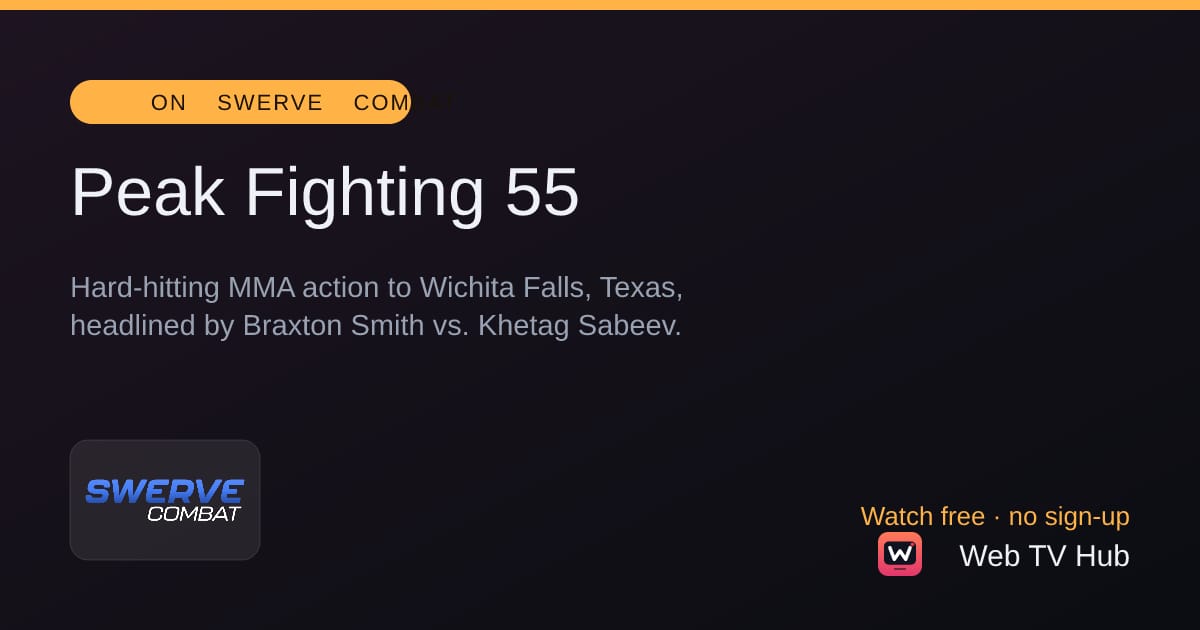 ON SWERVE COMBAT
Peak Fighting 55
Hard-hitting MMA action to Wichita Falls, Texas,
headlined by Braxton Smith vs. Khetag Sabeev.
SWERVE
COMBAT
Watch free · no sign-up
W
Web TV Hub